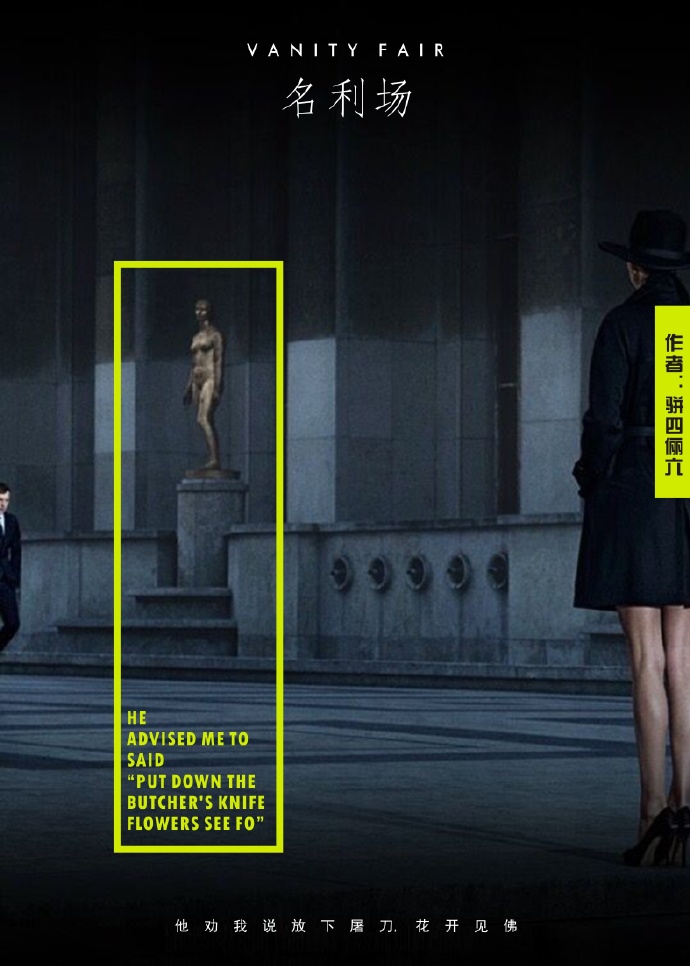 VANITY FAIR
名利场
作者：骈四俪六
HE
ADVISED ME TO
SAID
“PUT DOWN THE
BUTCHER'S KNIFE
FLOWERS SEE FO”
他劝我说放下屠刀.花开见佛